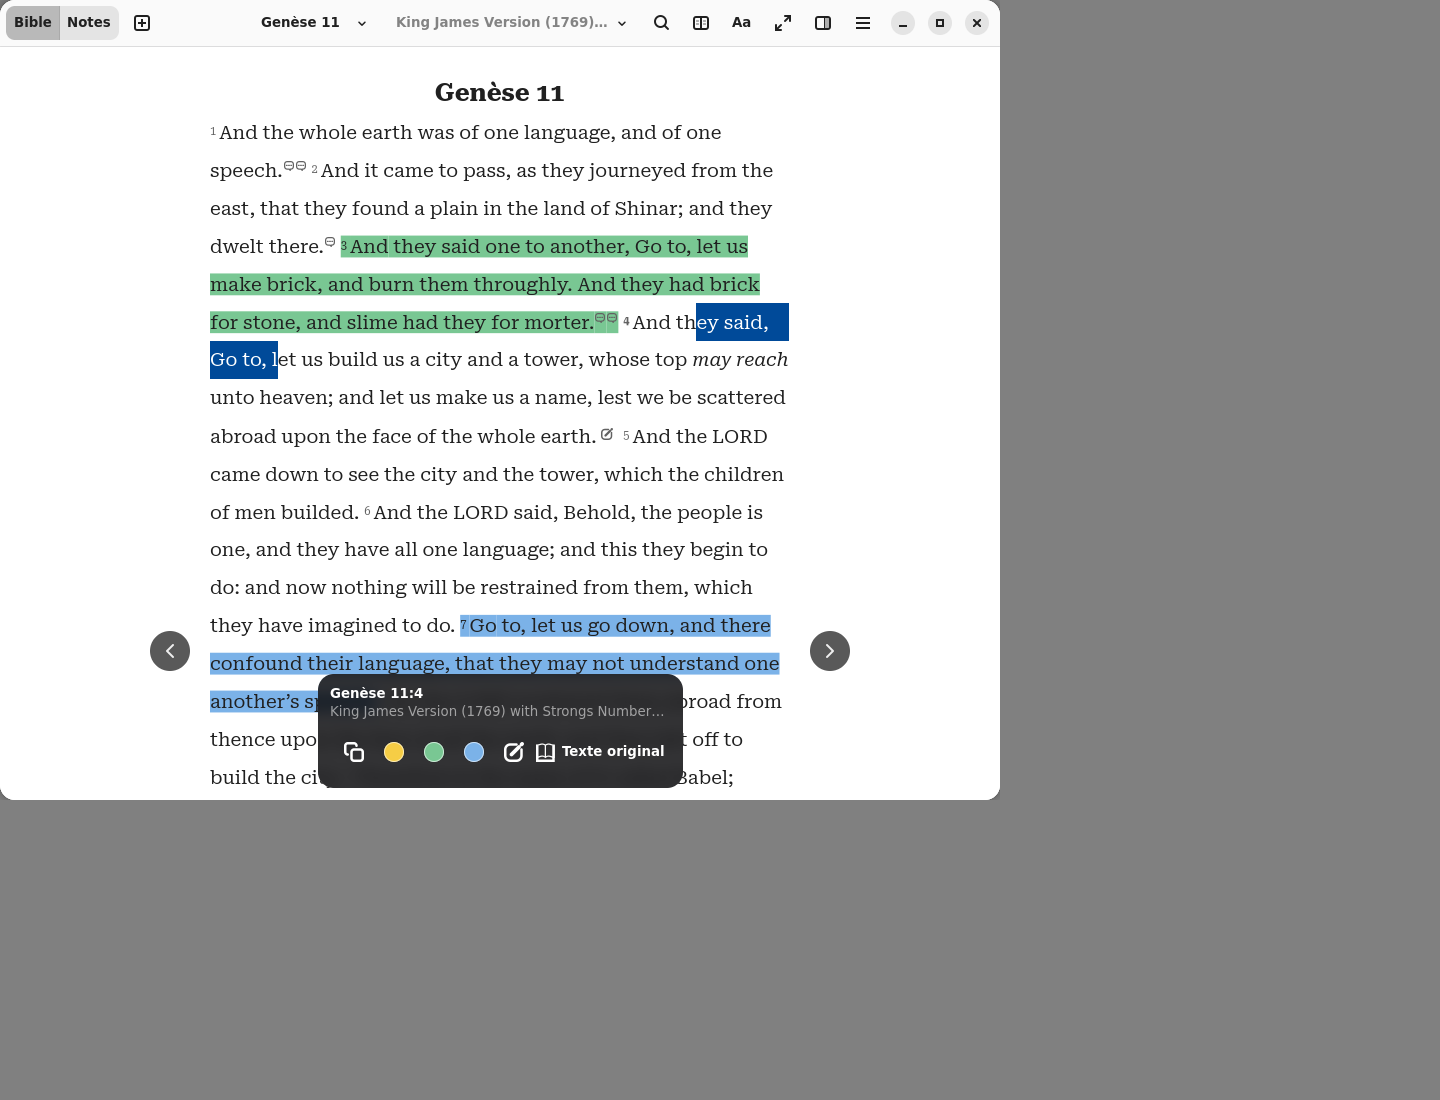 Bible Notes Genèse 11 King James Version (1769)… Aa
Genèse 11
1 And the whole earth was of one language, and of one
speech. 2 And it came to pass, as they journeyed from the
east, that they found a plain in the land of Shinar; and they
dwelt there. 3 And they said one to another, Go to, let us
make brick, and burn them throughly. And they had brick
for stone, and slime had they for morter. 4 And they said,
Go to, let us build us a city and a tower, whose top may reach
unto heaven; and let us make us a name, lest we be scattered
abroad upon the face of the whole earth. 5 And the LORD
came down to see the city and the tower, which the children
of men builded. 6 And the LORD said, Behold, the people is
one, and they have all one language; and this they begin to
do: and now nothing will be restrained from them, which
they have imagined to do. 7 Go to, let us go down, and there
confound their language, that they may not understand one
another’s
from
thence
off to
build the
Babel;
Genèse 11:4
King James Version (1769) with Strongs Number…
Texte original